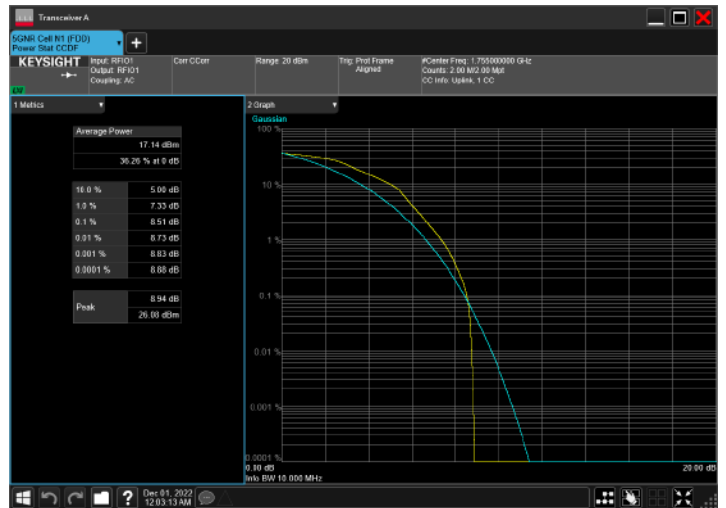 Transceiver A
5GNR Cell N1 (FDD)
Power Stat CCDF
KEYSIGHT
Input: RFIO1
Output: RFIO1
Coupling: AC
Corr CCorr
Range: 20 dBm
Trig: Prot Frame
Aligned
#Center Freq: 1.755000000 GHz
Counts: 2.00 M/2.00 Mpt
CC Info: Uplink, 1 CC
1 Metrics
Average Power
17.14 dBm
36.26 % at 0 dB
10.0 % 5.00 dB
1.0 % 7.33 dB
0.1 % 8.51 dB
0.01 % 8.73 dB
0.001 % 8.83 dB
0.0001 % 8.88 dB
Peak
8.94 dB
26.08 dBm
2 Graph
Gaussian
100 %
10 %
1 %
0.1 %
0.01 %
0.001 %
0.0001 %
0.00 dB
20.00 dB
Info BW 10.000 MHz
?
Dec 01, 2022
12:03:13 AM